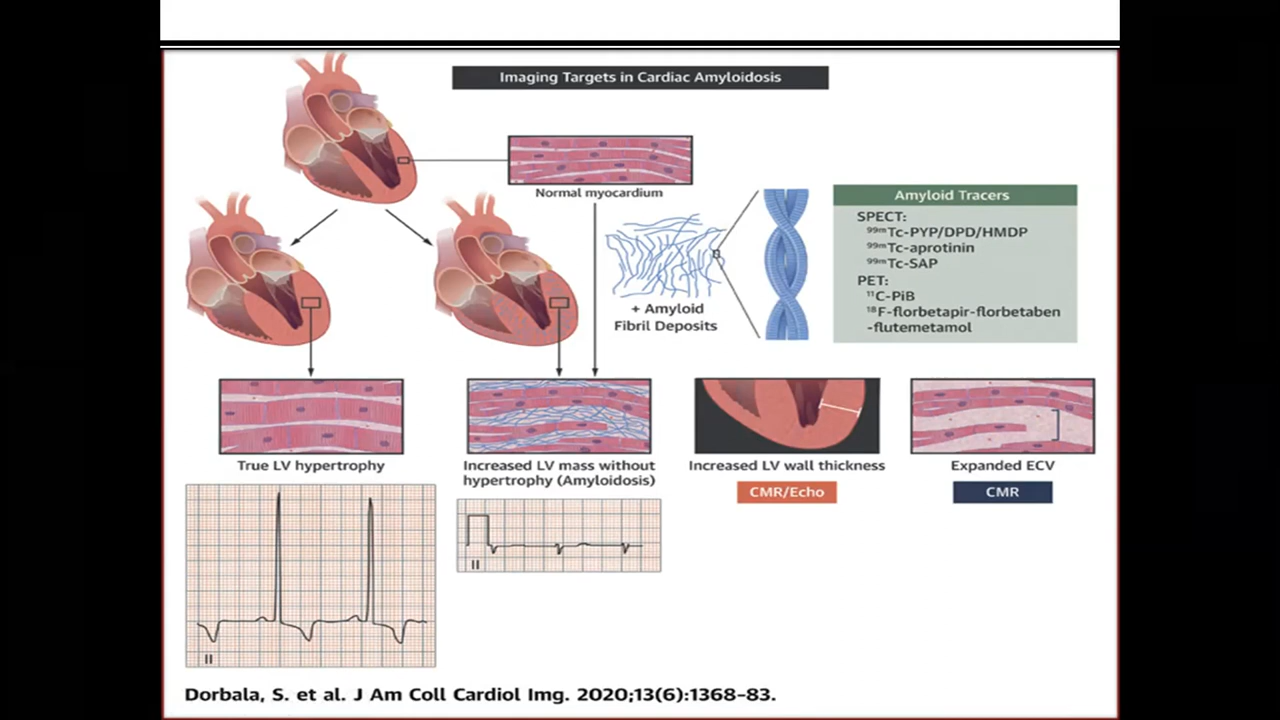 Imaging Targets in Cardiac Amyloidosis
Normal myocardium
+ Amyloid
Fibril Deposits
Amyloid Tracers
SPECT:
⁹⁹ᵐTc-PYP/DPD/HMDP
⁹⁹ᵐTc-aprotinin
⁹⁹ᵐTc-SAP
PET:
¹¹C-PiB
¹⁸F-florbetapir-florbetaben
-flutemetamol
True LV hypertrophy
Increased LV mass without
hypertrophy (Amyloidosis)
Increased LV wall thickness
CMR/Echo
Expanded ECV
CMR
II
II
Dorbala, S. et al. J Am Coll Cardiol Img. 2020;13(6):1368–83.